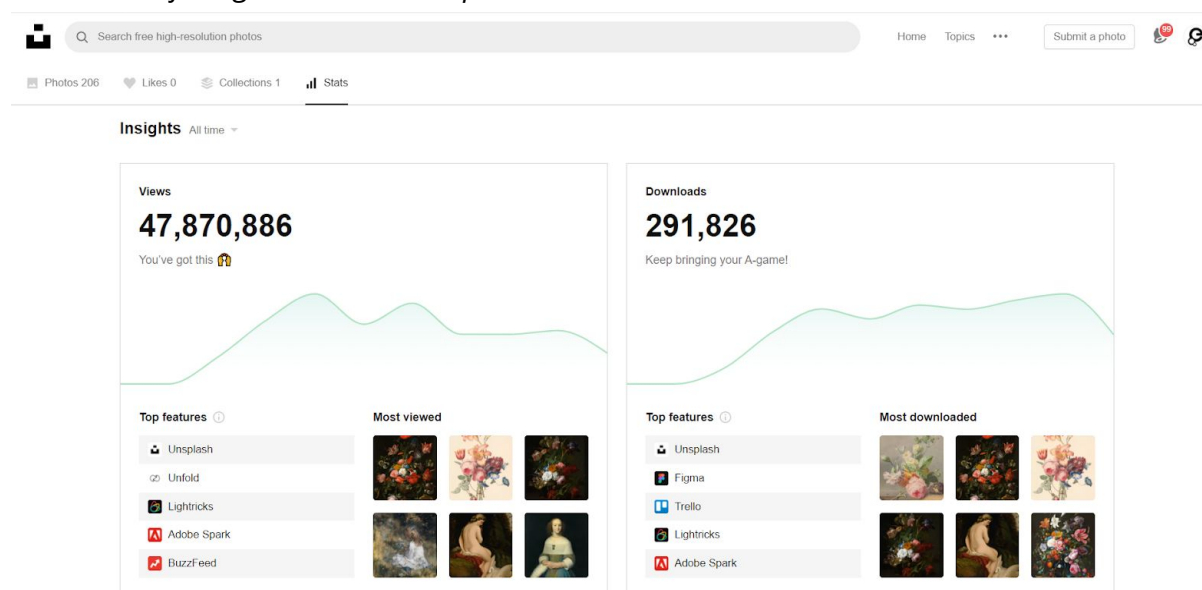 Search free high-resolution photos
Home Topics ••• Submit a photo 99
Photos 206 Likes 0 Collections 1 Stats
Insights All time
Views
47,870,886
You've got this 🙌
Downloads
291,826
Keep bringing your A-game!
Top features
Unsplash
Unfold
Lightricks
Adobe Spark
BuzzFeed
Most viewed
Top features
Unsplash
Figma
Trello
Lightricks
Adobe Spark
Most downloaded